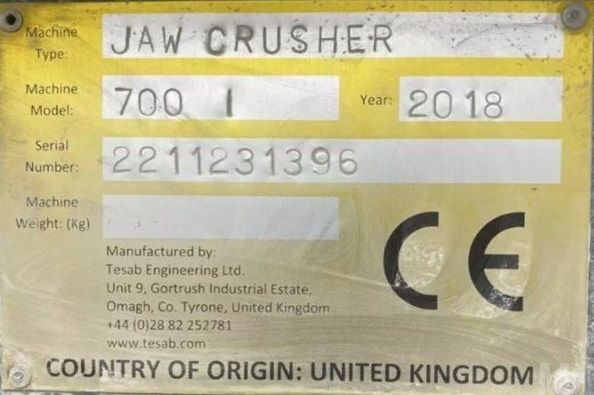 Machine Type: JAW CRUSHER
Machine Model: 700 I Year: 2018
Serial Number: 2211231396
Machine Weight: (Kg)
Manufactured by:
Tesab Engineering Ltd.
Unit 9, Gortrush Industrial Estate,
Omagh, Co. Tyrone, United Kingdom
+44 (0)28 82 252781
www.tesab.com
CE
COUNTRY OF ORIGIN: UNITED KINGDOM